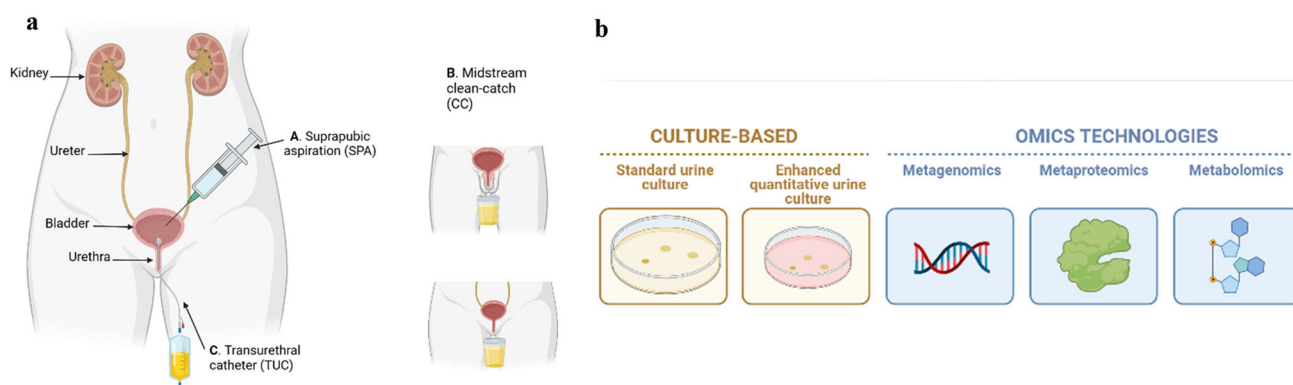 a
Kidney
Ureter
Bladder
Urethra
A. Suprapubic
aspiration (SPA)
C. Transurethral
catheter (TUC)
B. Midstream
clean-catch
(CC)
b
CULTURE-BASED
Standard urine
culture
Enhanced
quantitative urine
culture
OMICS TECHNOLOGIES
Metagenomics
Metaproteomics
Metabolomics